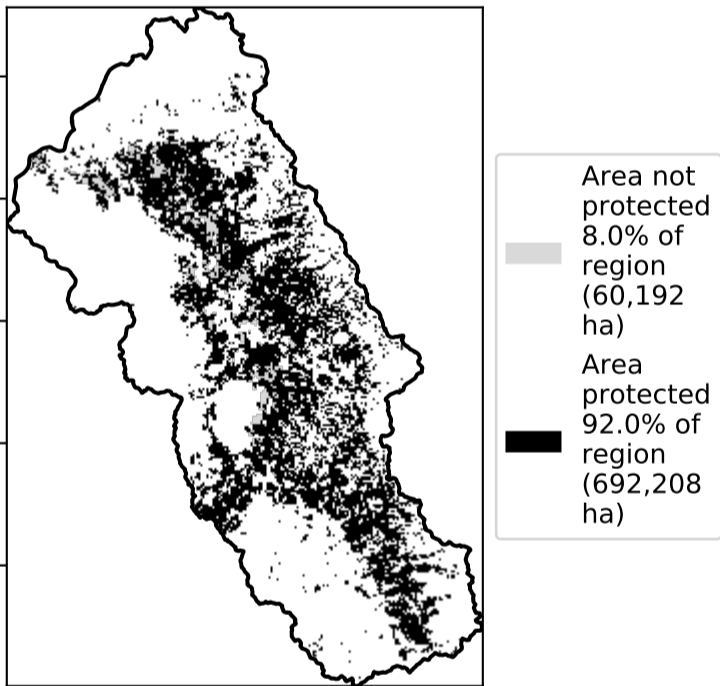 Area not
protected
8.0% of
region
(60,192
ha)
Area
protected
92.0% of
region
(692,208
ha)